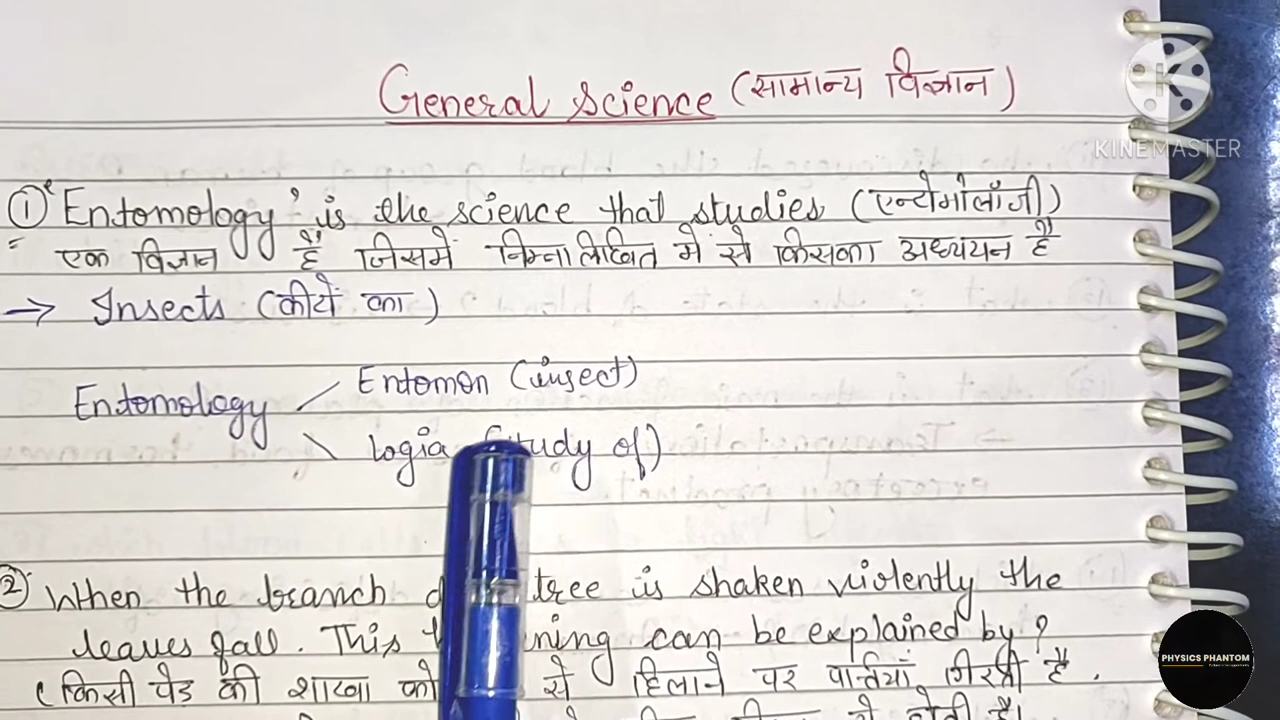 General Science (सामान्य विज्ञान)
KINEMASTER
① 'Entomology' is the science that studies (एन्टोमोलॉजी)
एक विज्ञान है जिसमें निम्नलिखित में से किसका अध्ययन है
→ Insects (कीटों का)
Entomology
Entomon (insect)
Logia (Study of)
② When the branch tree is shaken violently the
leaves fall. This can be explained by?
(किसी पेड़ की शाखा को से हिलाने पर पत्तियां गिरती है.
PHYSICS PHANTOM